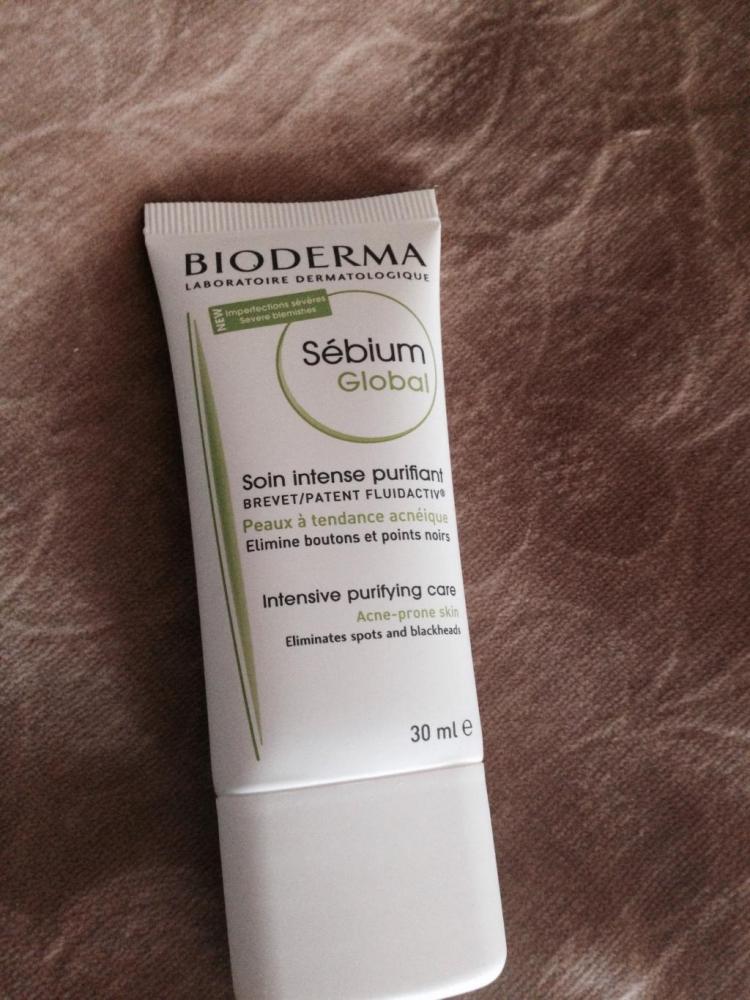 BIODERMA
LABORATOIRE DERMATOLOGIQUE
NEW
Imperfections sévères
Severe blemishes
Sébium
Global
Soin intense purifiant
BREVET/PATENT FLUIDACTIV®
Peaux à tendance acnéique
Elimine boutons et points noirs
Intensive purifying care
Acne-prone skin
Eliminates spots and blackheads
30 ml e